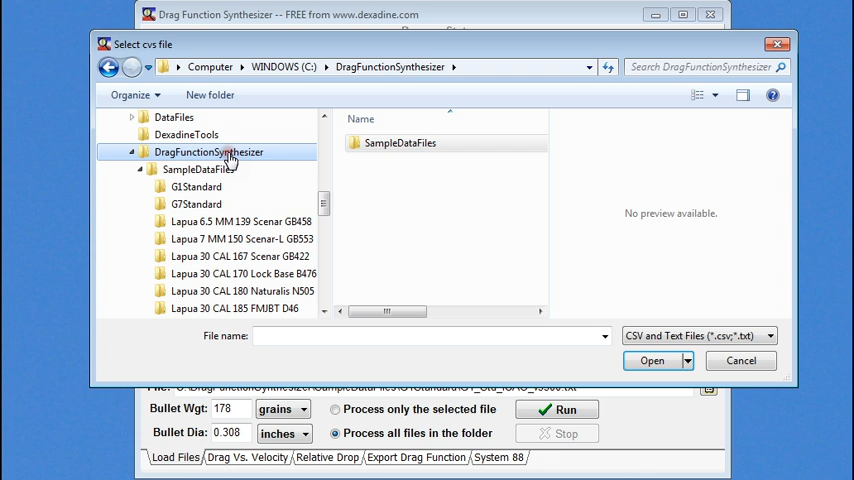 Drag Function Synthesizer -- FREE from www.dexadine.com
Select cvs file
Computer WINDOWS (C:) DragFunctionSynthesizer
Search DragFunctionSynthesizer
Organize New folder
DataFiles
DexadineTools
DragFunctionSynthesizer
SampleDataFiles
G1Standard
G7Standard
Lapua 6.5 MM 139 Scenar GB458
Lapua 7 MM 150 Scenar-L GB553
Lapua 30 CAL 167 Scenar GB422
Lapua 30 CAL 170 Lock Base B476
Lapua 30 CAL 180 Naturalis N505
Lapua 30 CAL 185 FMJBT D46
Name
SampleDataFiles
No preview available.
File name: CSV and Text Files (*.csv;*.txt)
Open Cancel
Bullet Wgt: 178 grains Process only the selected file Run
Bullet Dia: 0.308 inches Process all files in the folder Stop
Load Files Drag Vs. Velocity Relative Drop Export Drag Function System 88